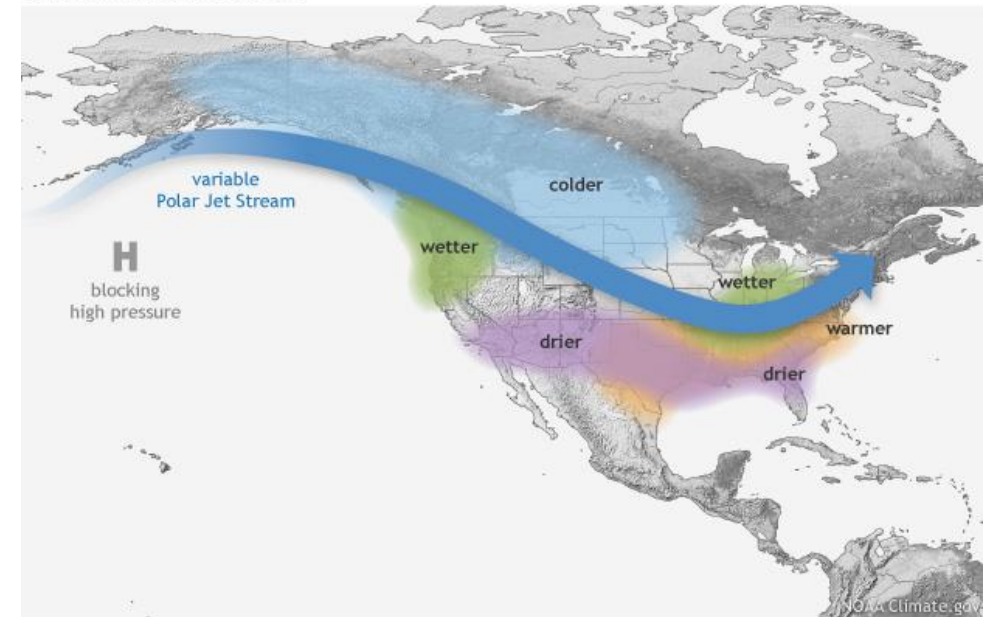 colder
variable
Polar Jet Stream
wetter
H
blocking
high pressure
wetter
warmer
drier
drier
NOAA Climate.gov